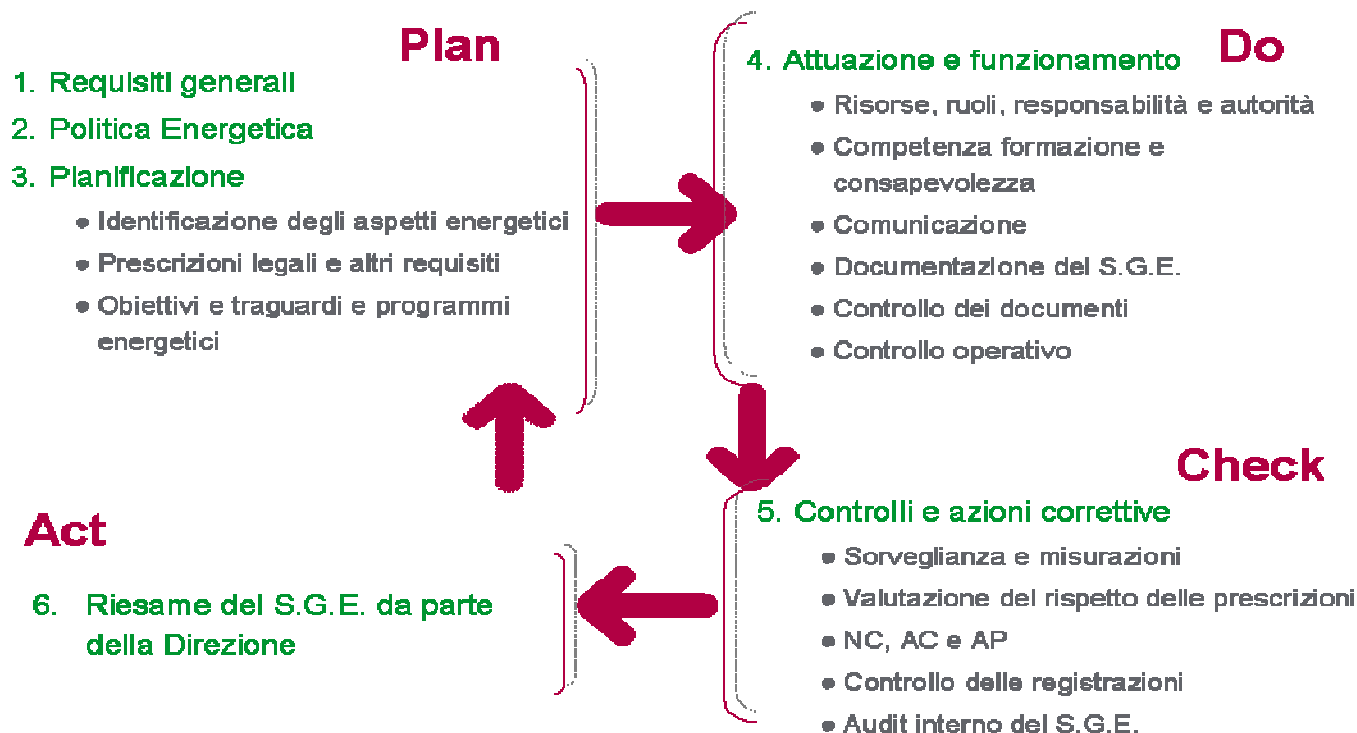 Plan
1. Requisiti generali
2. Politica Energetica
3. Pianificazione
• Identificazione degli aspetti energetici
• Prescrizioni legali e altri requisiti
• Obiettivi e traguardi e programmi
energetici
Do
4. Attuazione e funzionamento
• Risorse, ruoli, responsabilità e autorità
• Competenza formazione e
consapevolezza
• Comunicazione
• Documentazione del S.G.E.
• Controllo dei documenti
• Controllo operativo
Check
5. Controlli e azioni correttive
• Sorveglianza e misurazioni
• Valutazione del rispetto delle prescrizioni
• NC, AC e AP
• Controllo delle registrazioni
• Audit interno del S.G.E.
Act
6. Riesame del S.G.E. da parte
della Direzione